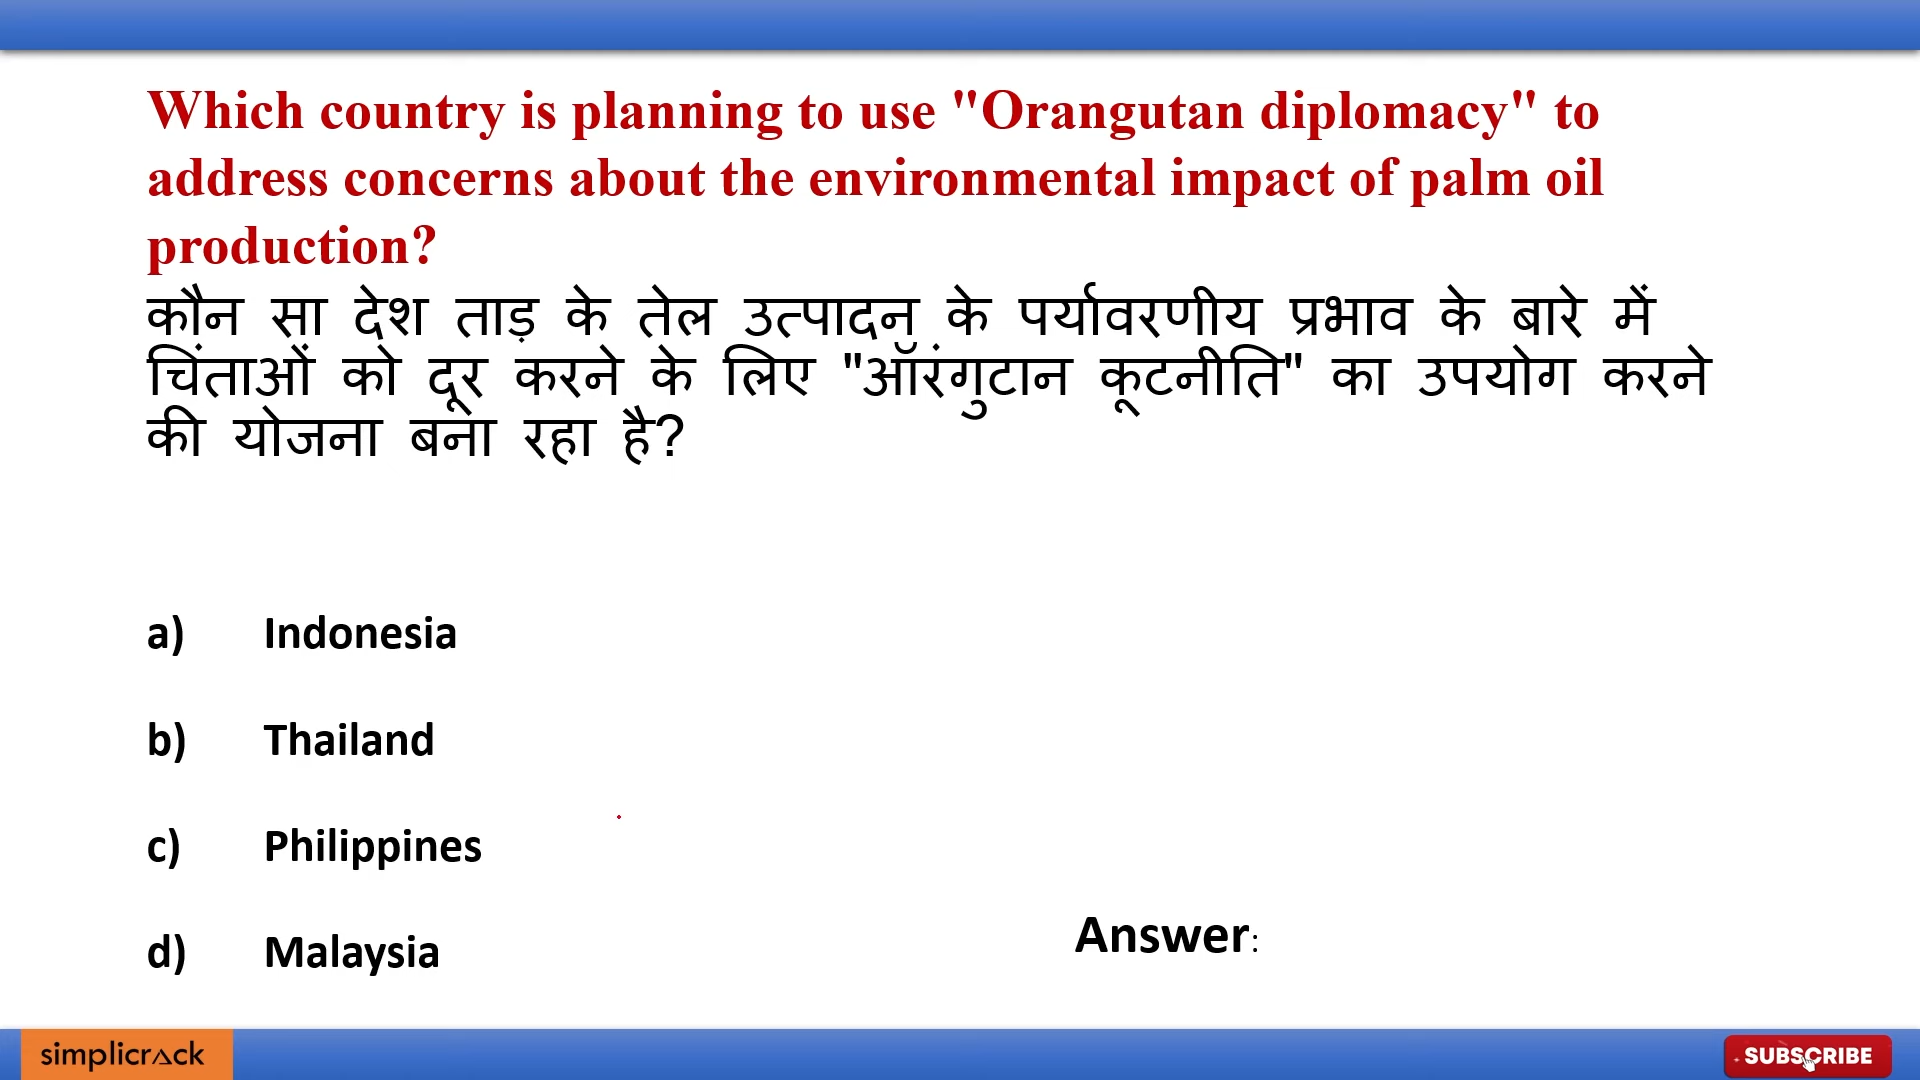 Which country is planning to use "Orangutan diplomacy" to
address concerns about the environmental impact of palm oil
production?
कौन सा देश ताड़ के तेल उत्पादन के पर्यावरणीय प्रभाव के बारे में
चिंताओं को दूर करने के लिए "ऑरंगुटान कूटनीति" का उपयोग करने
की योजना बना रहा है?
a) Indonesia
b) Thailand
c) Philippines
d) Malaysia
Answer:
simplicrack
SUBSCRIBE